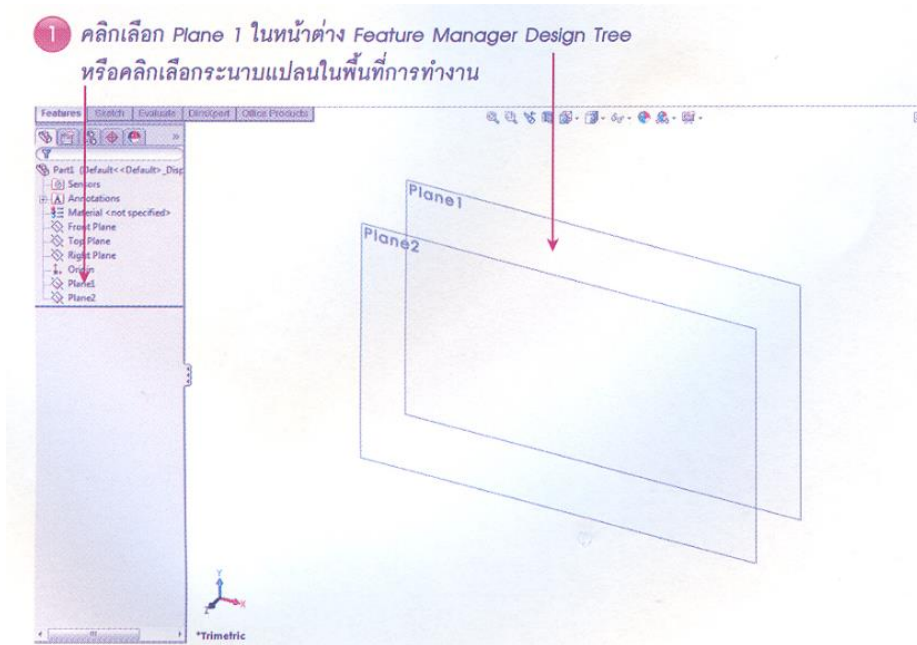 1 คลิกเลือก Plane 1 ในหน้าต่าง Feature Manager Design Tree
หรือคลิกเลือกระนาบแปลนในพื้นที่การทำงาน
Features Sketch Evaluate DimXpert Office Products
Part1 (Default<<Default>_Disp
Sensors
Annotations
Material <not specified>
Front Plane
Top Plane
Right Plane
Origin
Plane1
Plane2
Plane1
Plane2
Y
Z X
*Trimetric